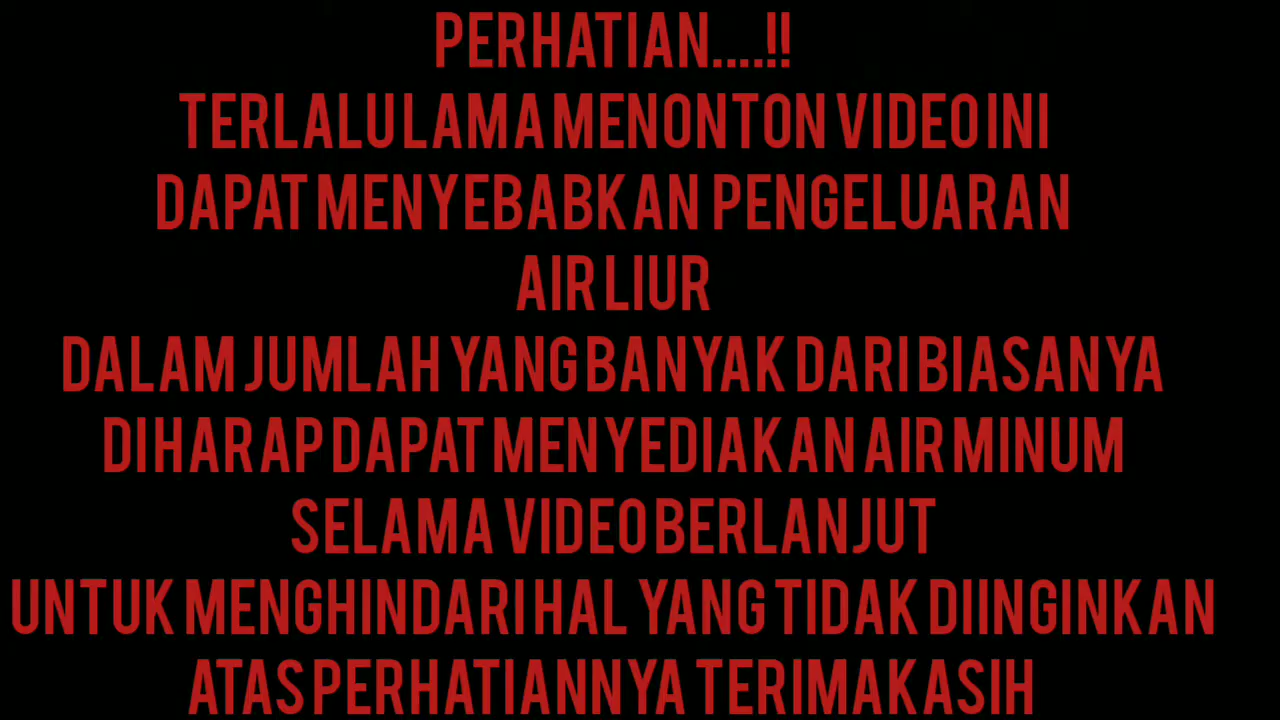 PERHATIAN....!!
TERLALU LAMA MENONTON VIDEO INI
DAPAT MENYEBABKAN PENGELUARAN
AIR LIUR
DALAM JUMLAH YANG BANYAK DARI BIASANYA
DIHARAP DAPAT MENYEDIAKAN AIR MINUM
SELAMA VIDEO BERLANJUT
UNTUK MENGHINDARI HAL YANG TIDAK DIINGINKAN
ATAS PERHATIANNYA TERIMAKASIH